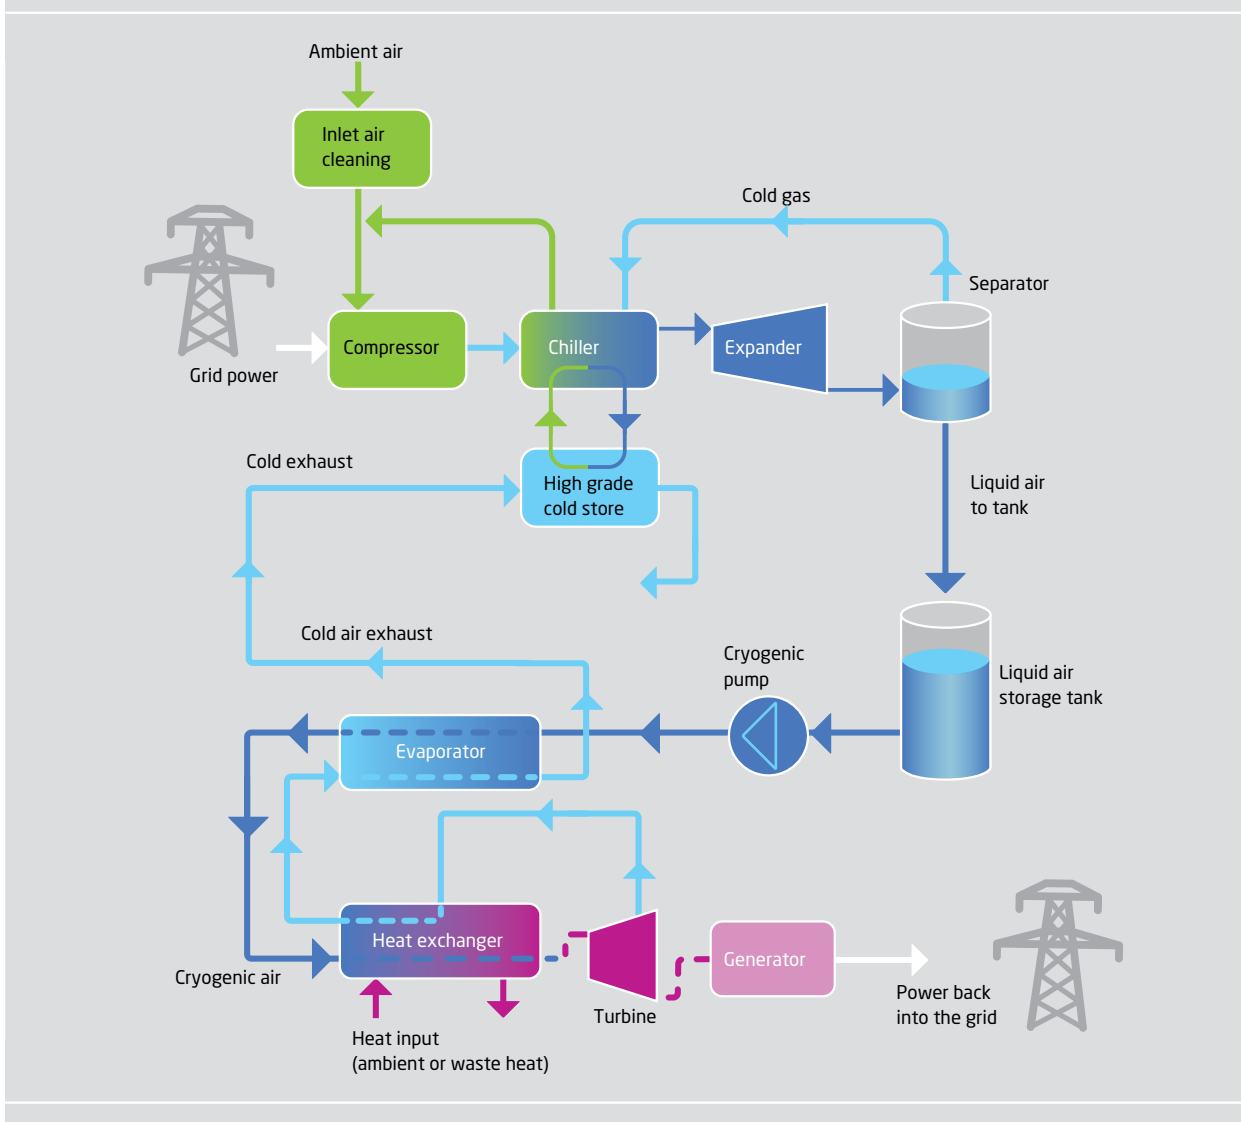 Ambient air
Inlet air
cleaning
Cold gas
Separator
Compressor
Chiller
Expander
Grid power
Cold exhaust
High grade
cold store
Liquid air
to tank
Cold air exhaust
Cryogenic
pump
Liquid air
storage tank
Evaporator
Heat exchanger
Cryogenic air
Generator
Turbine
Power back
into the grid
Heat input
(ambient or waste heat)